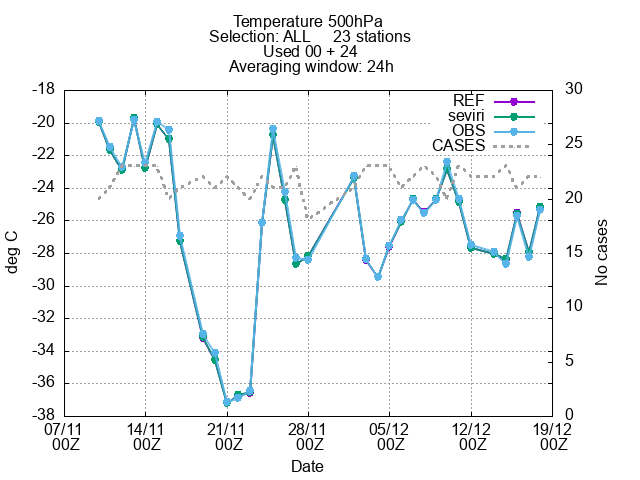 Temperature 500hPa
Selection: ALL 23 stations
Used 00 + 24
Averaging window: 24h
-18
-20
-22
-24
-26
-28
-30
-32
-34
-36
-38
deg C
30
25
20
15
10
5
0
No cases
REF
seviri
OBS
CASES
07/11 14/11 21/11 28/11 05/12 12/12 19/12
00Z 00Z 00Z 00Z 00Z 00Z 00Z
Date